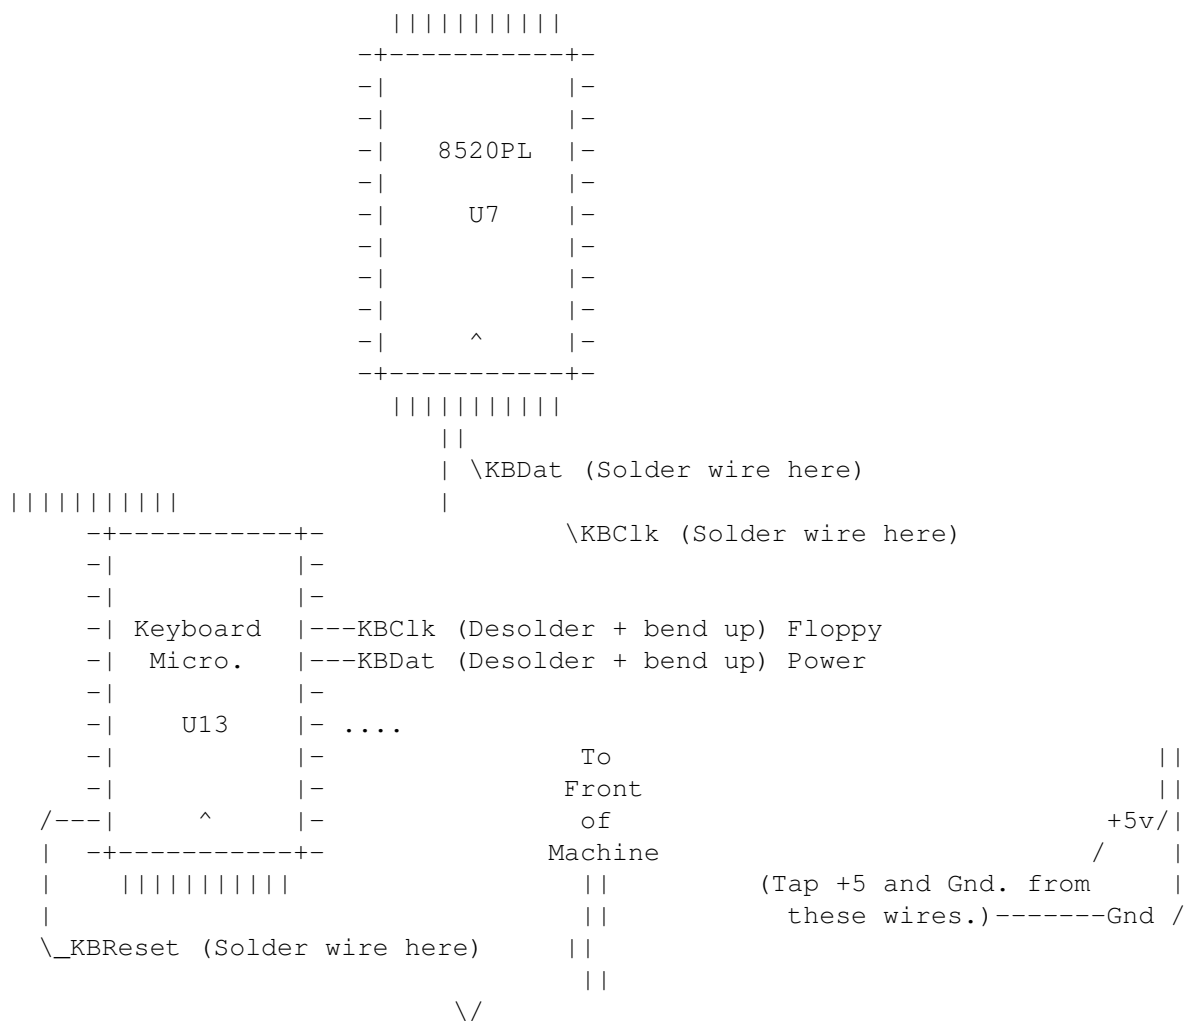 |||||||||||
-+-----------+-
-|           |-
-|           |-
-|   8520PL  |-
-|           |-
-|     U7    |-
-|           |-
-|           |-
-|           |-
-|     ^     |-
-+-----------+-
|||||||||||
||
| \KBDat (Solder wire here)
|||||||||||                 |
-+-----------+-               \KBClk (Solder wire here)
-|           |-
-|           |-
-| Keyboard  |---KBClk (Desolder + bend up) Floppy
-|  Micro.   |---KBDat (Desolder + bend up) Power
-|           |-
-|    U13    |- ....
-|           |-           To                                  ||
-|           |-          Front                                ||
/---|     ^     |-           of                              +5v/|
|  -+-----------+-         Machine                           /    |
|    |||||||||||             ||         (Tap +5 and Gnd. from     |
|                            ||           these wires.)-------Gnd /
\_KBReset (Solder wire here)     ||
||
\/